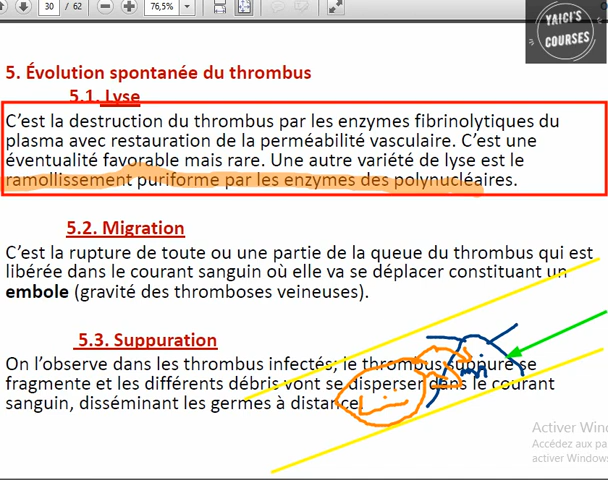 30 / 62
76,5%
YAICI'S
COURSES
5. Évolution spontanée du thrombus
5.1. Lyse
C'est la destruction du thrombus par les enzymes fibrinolytiques du
plasma avec restauration de la perméabilité vasculaire. C'est une
éventualité favorable mais rare. Une autre variété de lyse est le
ramollissement puriforme par les enzymes des polynucléaires.
5.2. Migration
C'est la rupture de toute ou une partie de la queue du thrombus qui est
libérée dans le courant sanguin où elle va se déplacer constituant un
embole (gravité des thromboses veineuses).
5.3. Suppuration
On l'observe dans les thrombus infectés; le thrombus suppuré se
fragmente et les différents débris vont se disperser dans le courant
sanguin, disséminant les germes à distance.
Activer Win
Accédez aux pa
activer Windows